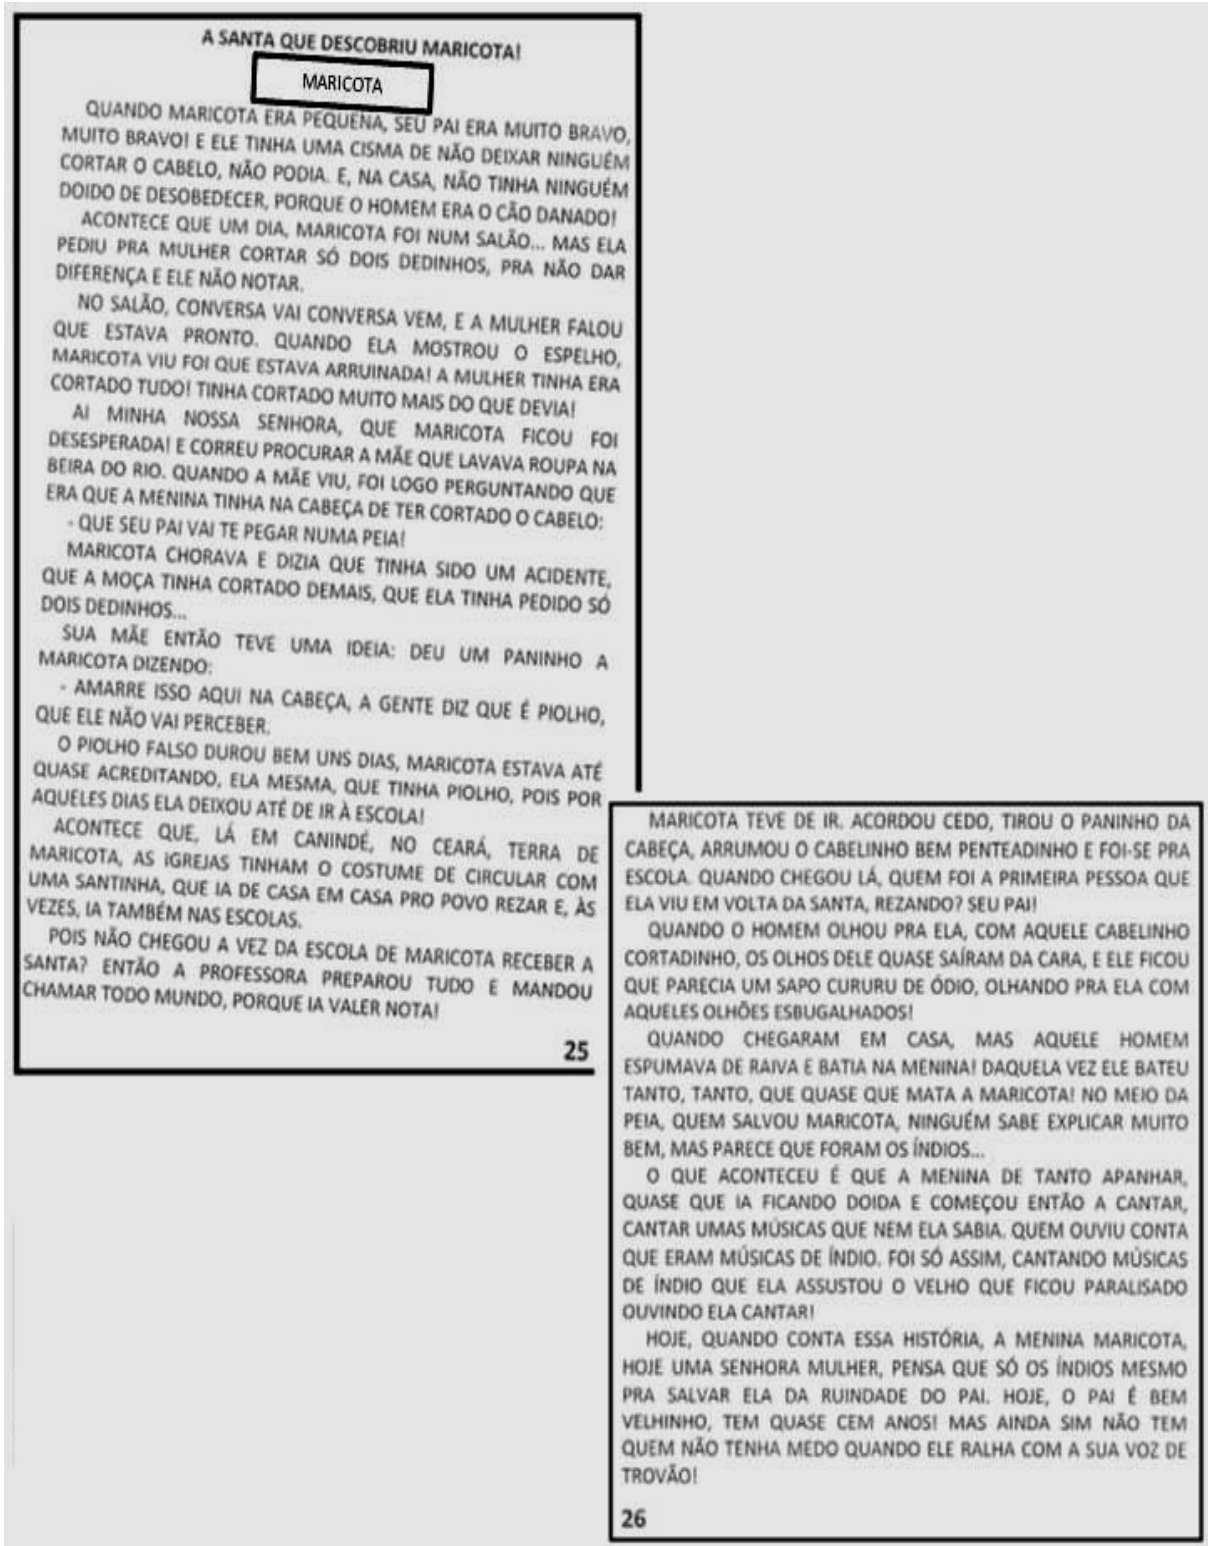 A SANTA QUE DESCOBRIU MARICOTA!
MARICOTA
QUANDO MARICOTA ERA PEQUENA, SEU PAI ERA MUITO BRAVO,
MUITO BRAVO! E ELE TINHA UMA CISMA DE NÃO DEIXAR NINGUÉM
CORTAR O CABELO, NÃO PODIA. E, NA CASA, NÃO TINHA NINGUÉM
DOIDO DE DESOBEDECER, PORQUE O HOMEM ERA O CÃO DANADO!
ACONTECE QUE UM DIA, MARICOTA FOI NUM SALÃO... MAS ELA
PEDIU PRA MULHER CORTAR SÓ DOIS DEDINHOS, PRA NÃO DAR
DIFERENÇA E ELE NÃO NOTAR.
NO SALÃO, CONVERSA VAI CONVERSA VEM, E A MULHER FALOU
QUE ESTAVA PRONTO. QUANDO ELA MOSTROU O ESPELHO,
MARICOTA VIU FOI QUE ESTAVA ARRUINADA! A MULHER TINHA ERA
CORTADO TUDO! TINHA CORTADO MUITO MAIS DO QUE DEVIA!
AI MINHA NOSSA SENHORA, QUE MARICOTA FICOU FOI
DESESPERADA! E CORREU PROCURAR A MÃE QUE LAVAVA ROUPA NA
BEIRA DO RIO. QUANDO A MÃE VIU, FOI LOGO PERGUNTANDO QUE
ERA QUE A MENINA TINHA NA CABEÇA DE TER CORTADO O CABELO:
- QUE SEU PAI VAI TE PEGAR NUMA PEIA!
MARICOTA CHORAVA E DIZIA QUE TINHA SIDO UM ACIDENTE,
QUE A MOÇA TINHA CORTADO DEMAIS, QUE ELA TINHA PEDIDO SÓ
DOIS DEDINHOS...
SUA MÃE ENTÃO TEVE UMA IDEIA: DEU UM PANINHO A
MARICOTA DIZENDO:
- AMARRE ISSO AQUI NA CABEÇA, A GENTE DIZ QUE É PIOLHO,
QUE ELE NÃO VAI PERCEBER.
O PIOLHO FALSO DUROU BEM UNS DIAS, MARICOTA ESTAVA ATÉ
QUASE ACREDITANDO, ELA MESMA, QUE TINHA PIOLHO, POIS POR
AQUELES DIAS ELA DEIXOU ATÉ DE IR À ESCOLA!
ACONTECE QUE, LÁ EM CANINDÉ, NO CEARÁ, TERRA DE
MARICOTA, AS IGREJAS TINHAM O COSTUME DE CIRCULAR COM
UMA SANTINHA, QUE IA DE CASA EM CASA PRO POVO REZAR E, ÀS
VEZES, IA TAMBÉM NAS ESCOLAS.
POIS NÃO CHEGOU A VEZ DA ESCOLA DE MARICOTA RECEBER A
SANTA? ENTÃO A PROFESSORA PREPAROU TUDO E MANDOU
CHAMAR TODO MUNDO, PORQUE IA VALER NOTA!
25
MARICOTA TEVE DE IR. ACORDOU CEDO, TIROU O PANINHO DA
CABEÇA, ARRUMOU O CABELINHO BEM PENTEADINHO E FOI-SE PRA
ESCOLA. QUANDO CHEGOU LÁ, QUEM FOI A PRIMEIRA PESSOA QUE
ELA VIU EM VOLTA DA SANTA, REZANDO? SEU PAI!
QUANDO O HOMEM OLHOU PRA ELA, COM AQUELE CABELINHO
CORTADINHO, OS OLHOS DELE QUASE SAÍRAM DA CARA, E ELE FICOU
QUE PARECIA UM SAPO CURURU DE ÓDIO, OLHANDO PRA ELA COM
AQUELES OLHÕES ESBUGALHADOS!
QUANDO CHEGARAM EM CASA, MAS AQUELE HOMEM
ESPUMAVA DE RAIVA E BATIA NA MENINA! DAQUELA VEZ ELE BATEU
TANTO, TANTO, QUE QUASE QUE MATA A MARICOTA! NO MEIO DA
PEIA, QUEM SALVOU MARICOTA, NINGUÉM SABE EXPLICAR MUITO
BEM, MAS PARECE QUE FORAM OS ÍNDIOS...
O QUE ACONTECEU É QUE A MENINA DE TANTO APANHAR,
QUASE QUE IA FICANDO DOIDA E COMEÇOU ENTÃO A CANTAR,
CANTAR UMAS MÚSICAS QUE NEM ELA SABIA. QUEM OUVIU CONTA
QUE ERAM MÚSICAS DE ÍNDIO. FOI SÓ ASSIM, CANTANDO MÚSICAS
DE ÍNDIO QUE ELA ASSUSTOU O VELHO QUE FICOU PARALISADO
OUVINDO ELA CANTAR!
HOJE, QUANDO CONTA ESSA HISTÓRIA, A MENINA MARICOTA,
HOJE UMA SENHORA MULHER, PENSA QUE SÓ OS ÍNDIOS MESMO
PRA SALVAR ELA DA RUINDADE DO PAI. HOJE, O PAI É BEM
VELHINHO, TEM QUASE CEM ANOS! MAS AINDA SIM NÃO TEM
QUEM NÃO TENHA MEDO QUANDO ELE RALHA COM A SUA VOZ DE
TROVÃO!
26